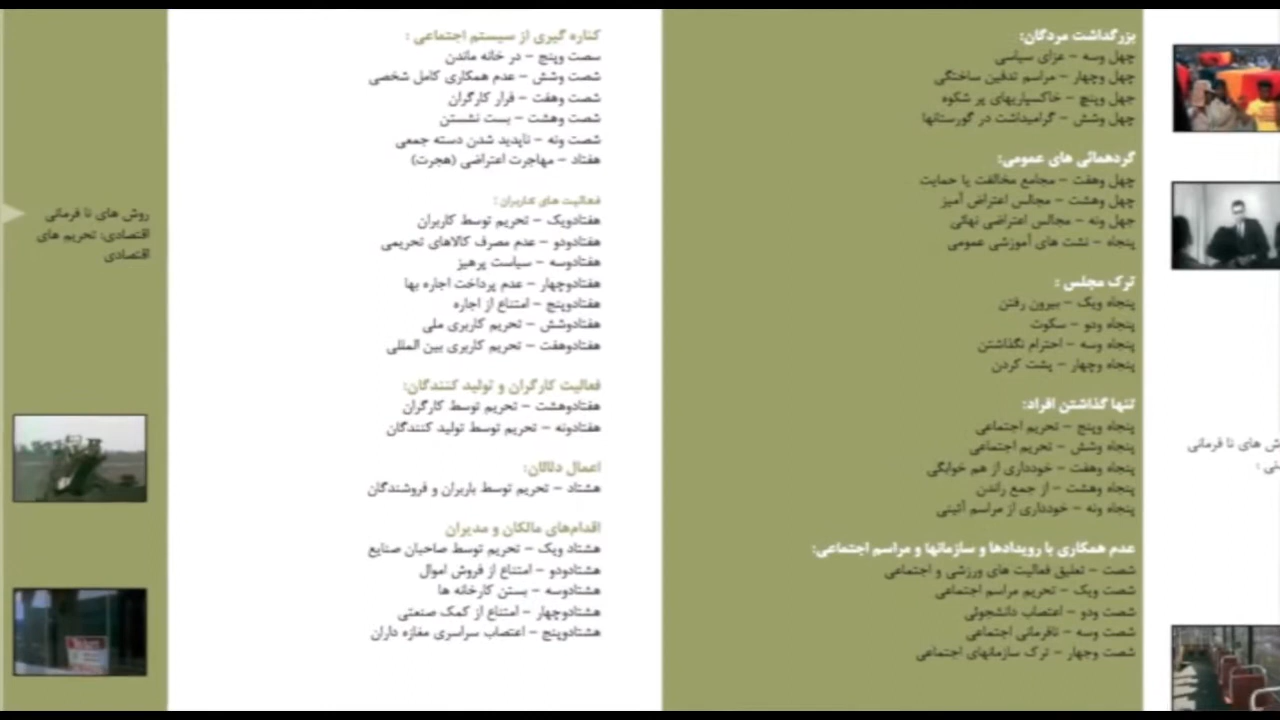 بزرگداشت مردگان:
چهل وسه – عزای سیاسی
چهل وچهار – مراسم تدفین ساختگی
چهل وپنج – خاکسپاریهای پر شکوه
چهل وشش – گرامیداشت در گورستانها
گردهمائی های عمومی:
چهل وهفت – مجامع مخالفت یا حمایت
چهل وهشت – مجالس اعتراض آمیز
چهل ونه – مجالس اعتراضی نهائی
پنجاه – نشت های آموزشی عمومی
ترک مجلس :
پنجاه ویک – بیرون رفتن
پنجاه ودو – سکوت
پنجاه وسه – احترام نگذاشتن
پنجاه وچهار – پشت کردن
تنها گذاشتن افراد:
پنجاه وپنج – تحریم اجتماعی
پنجاه وشش – تحریم اجتماعی
پنجاه وهفت – خودداری از هم خوابگی
پنجاه وهشت – از جمع راندن
پنجاه ونه – خودداری از مراسم آئینی
عدم همکاری با رویدادها و سازمانها و مراسم اجتماعی:
شصت – تعلیق فعالیت های ورزشی و اجتماعی
شصت ویک – تحریم مراسم اجتماعی
شصت ودو – اعتصاب دانشجوئی
شصت وسه – نافرمانی اجتماعی
شصت وچهار – ترک سازمانهای اجتماعی
های نا فرمانی
کناره گیری از سیستم اجتماعی :
شصت وپنج – در خانه ماندن
شصت وشش – عدم همکاری کامل شخصی
شصت وهفت – فرار کارگران
شصت وهشت – بست نشستن
شصت ونه – ناپدید شدن دسته جمعی
هفتاد – مهاجرت اعتراضی (هجرت)
فعالیت های کاربران :
هفتادویک – تحریم توسط کاربران
هفتادودو – عدم مصرف کالاهای تحریمی
هفتادوسه – سیاست پرهیز
هفتادوچهار – عدم پرداخت اجاره بها
هفتادوپنج – امتناع از اجاره
هفتادوشش – تحریم کاربری ملی
هفتادوهفت – تحریم کاربری بین المللی
فعالیت کارگران و تولید کنندگان:
هفتادوهشت – تحریم توسط کارگران
هفتادونه – تحریم توسط تولید کنندگان
اعمال دلالان:
هشتاد – تحریم توسط باربران و فروشندگان
اقدام‌های مالکان و مدیران
هشتاد ویک – تحریم توسط صاحبان صنایع
هشتادودو – امتناع از فروش اموال
هشتادوسه – بستن کارخانه ها
هشتادوچهار – امتناع از کمک صنعتی
هشتادوپنج – اعتصاب سراسری مغازه داران
روش های نا فرمانی
اقتصادی: تحریم های
اقتصادی